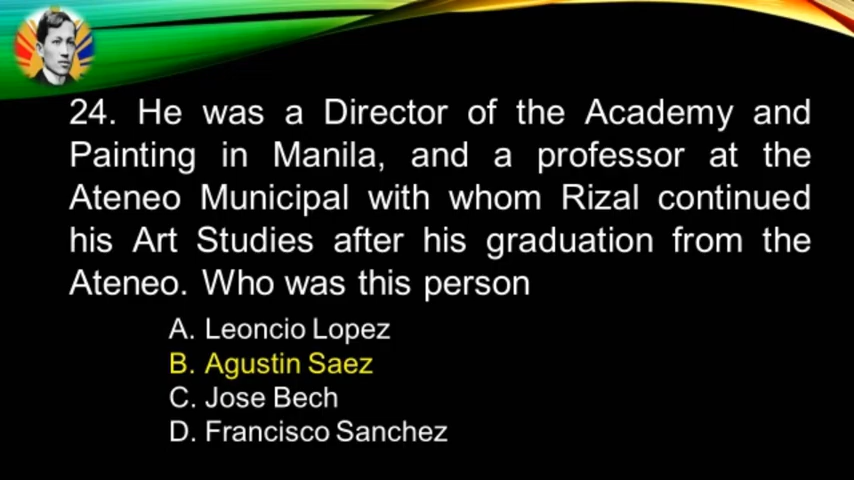 24. He was a Director of the Academy and
Painting in Manila, and a professor at the
Ateneo Municipal with whom Rizal continued
his Art Studies after his graduation from the
Ateneo. Who was this person
A. Leoncio Lopez
B. Agustin Saez
C. Jose Bech
D. Francisco Sanchez